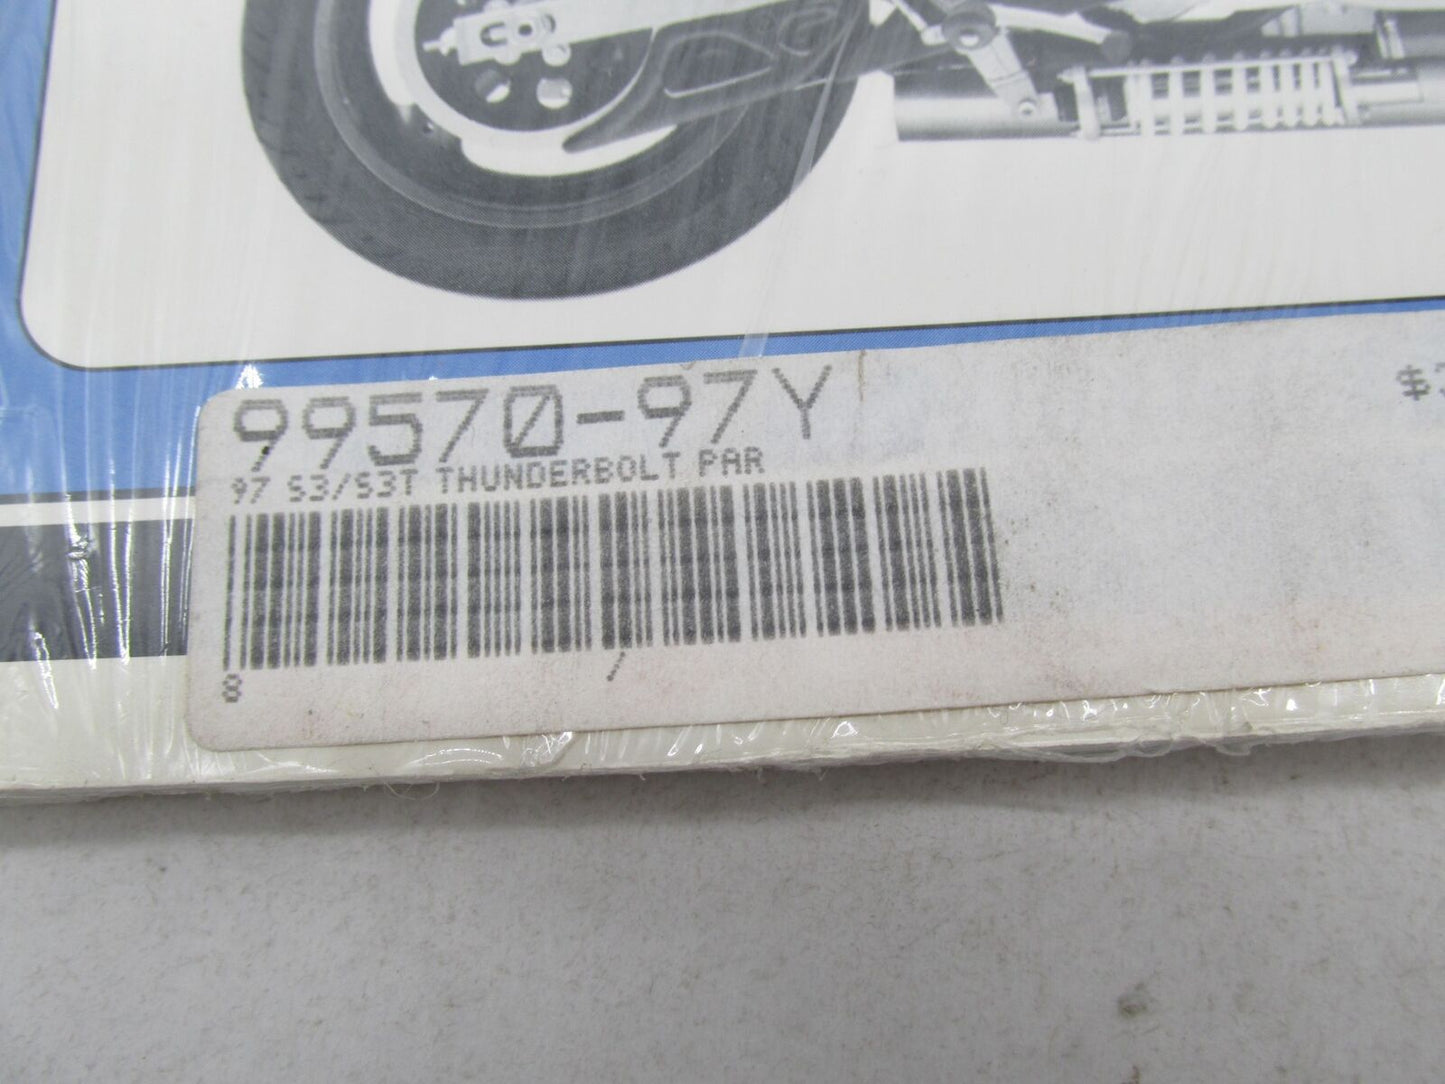 99570-97Y
$
97 S3/S3T THUNDERBOLT PAR
8 /